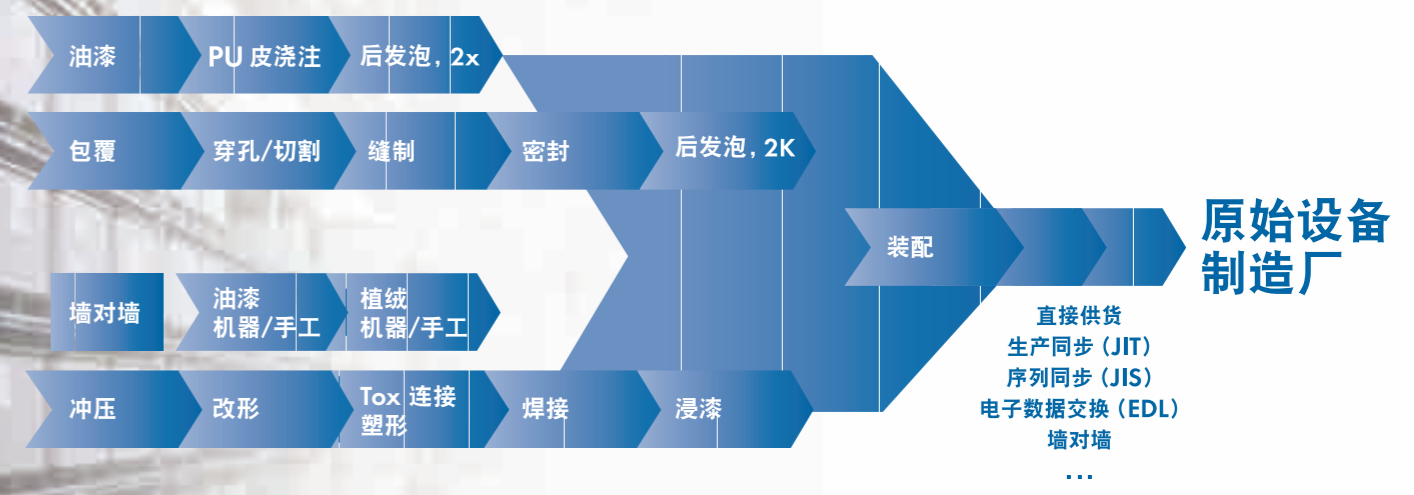 油漆
PU 皮浇注
后发泡，2x
包覆
穿孔/切割
缝制
密封
后发泡，2K
墙对墙
油漆
机器/手工
植绒
机器/手工
冲压
改形
Tox 连接
塑形
焊接
浸漆
装配
原始设备
制造厂
直接供货
生产同步（JIT）
序列同步（JIS）
电子数据交换（EDL）
墙对墙
...